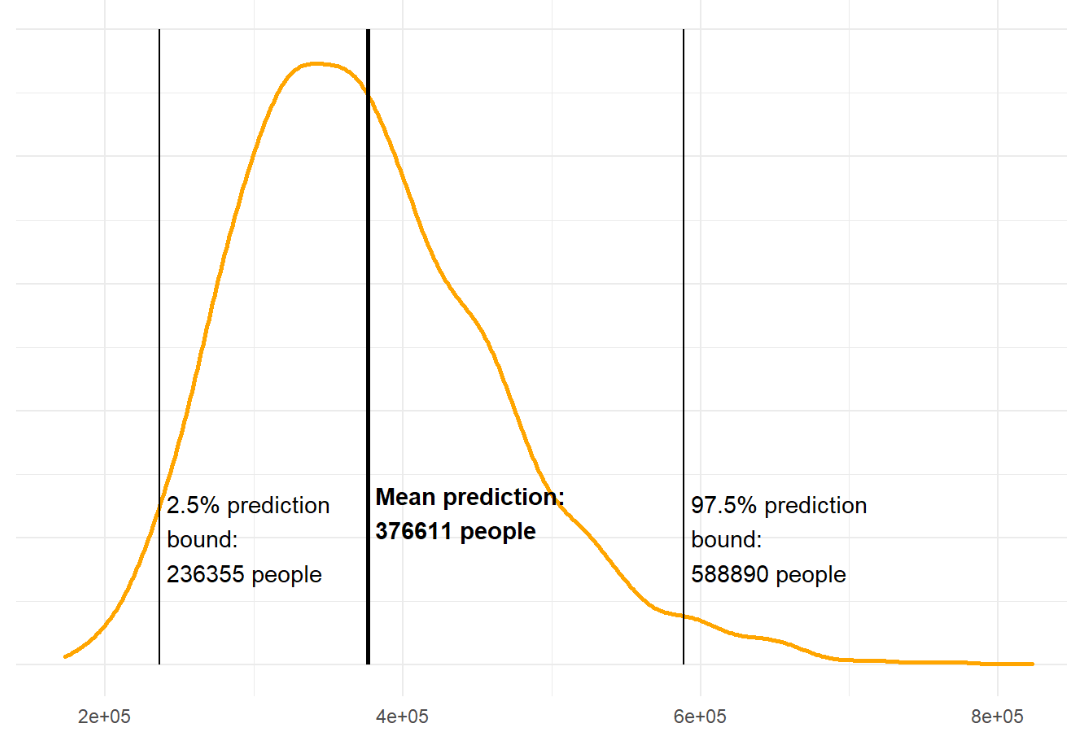 2.5% prediction
bound:
236355 people
Mean prediction:
376611 people
97.5% prediction
bound:
588890 people
2e+05
4e+05
6e+05
8e+05